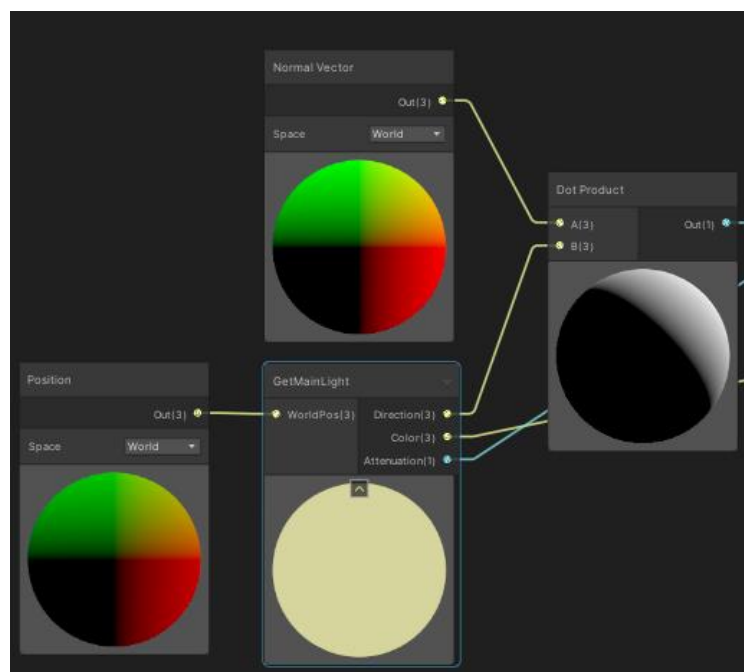 Normal Vector
Out(3)
Space World
Dot Product
A(3) Out(1)
B(3)
Position
Out(3)
Space World
GetMainLight
WorldPos(3) Direction(3)
Color(3)
Attenuation(1)